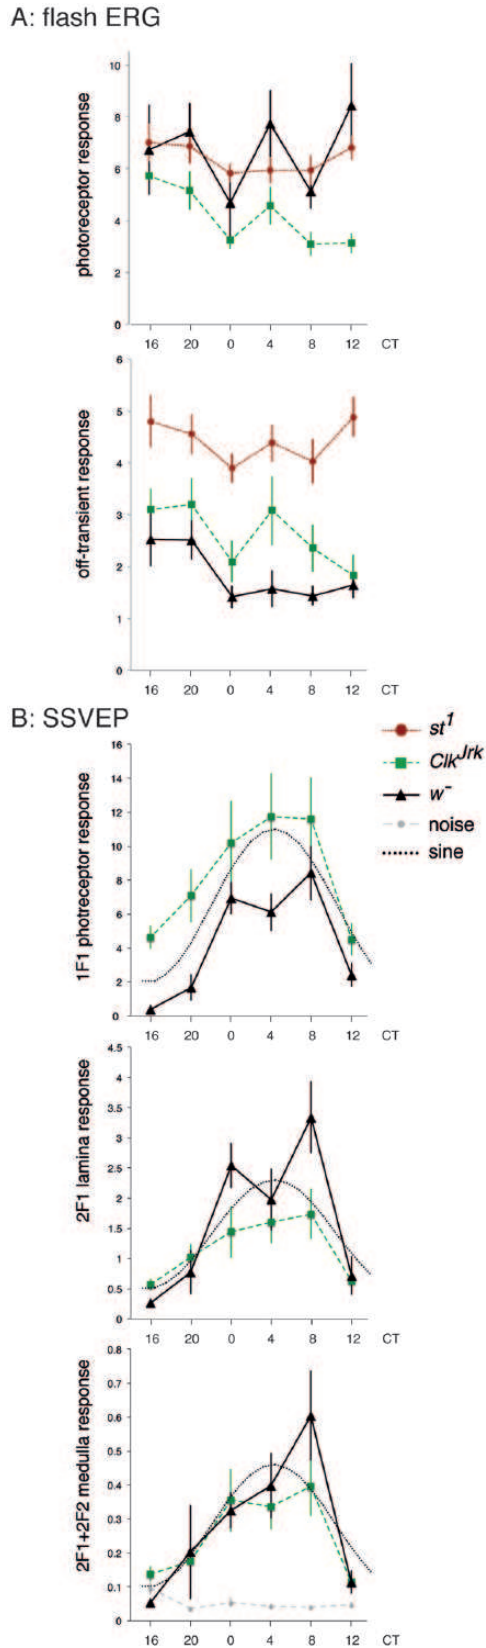 A: flash ERG
photoreceptor response
10
8
6
4
2
0
16 20 0 4 8 12 CT
off-transient response
6
5
4
3
2
1
0
16 20 0 4 8 12 CT
B: SSVEP
st1
ClkJrk
w-
noise
sine
1F1 photreceptor response
16
14
12
10
8
6
4
2
0
16 20 0 4 8 12 CT
2F1 lamina response
4.5
4
3.5
3
2.5
2
1.5
1
0.5
0
16 20 0 4 8 12 CT
2F1+2F2 medulla response
0.8
0.7
0.6
0.5
0.4
0.3
0.2
0.1
0
16 20 0 4 8 12 CT